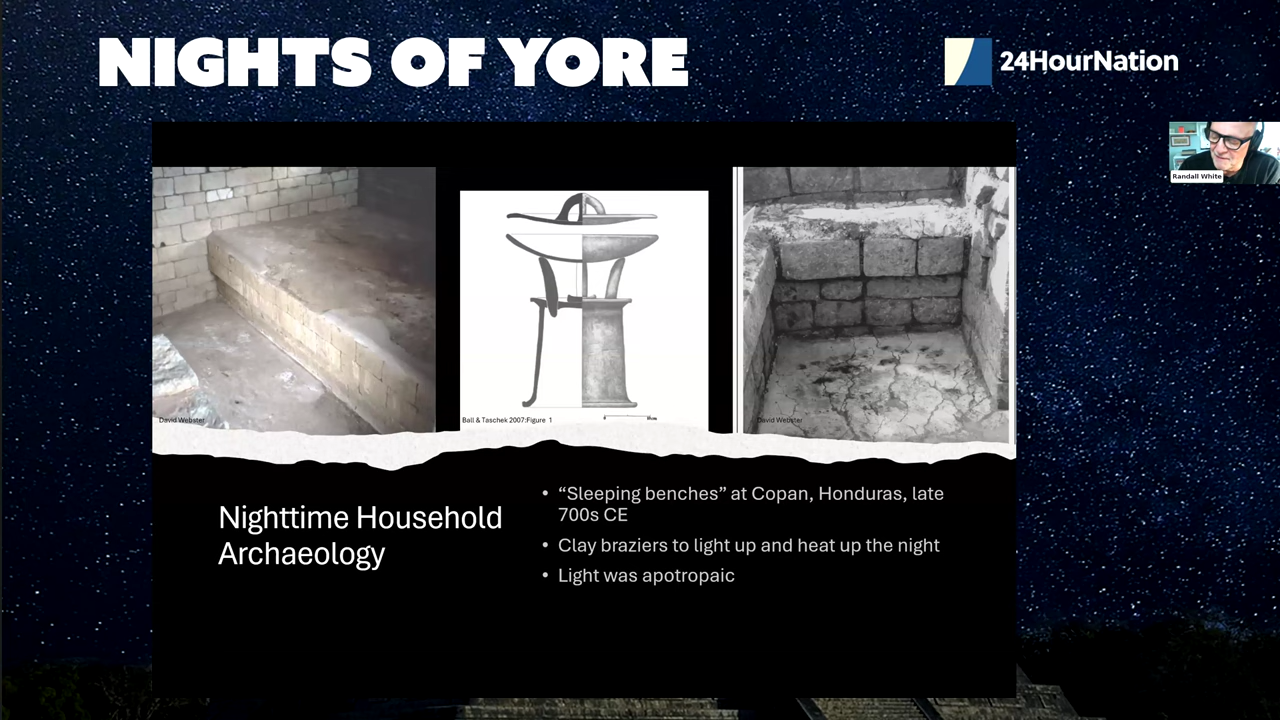 NIGHTS OF YORE
24HourNation
Randall White
David Webster
Ball & Taschek 2007:Figure 1
David Webster
Nighttime Household
Archaeology
• “Sleeping benches” at Copan, Honduras, late
700s CE
• Clay braziers to light up and heat up the night
• Light was apotropaic